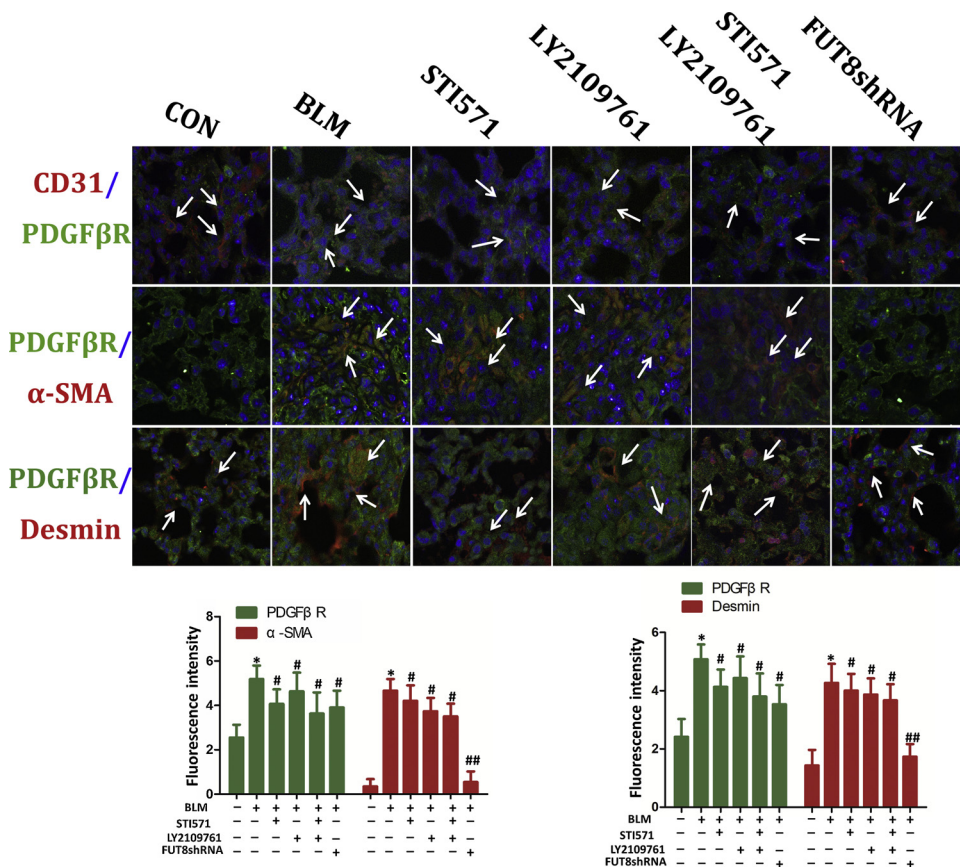 CON
BLM
STI571
LY2109761
STI571
LY2109761
FUT8shRNA
CD31/
PDGFβR
PDGFβR/
α-SMA
PDGFβR/
Desmin
PDGFβ R
α -SMA
Fluorescence intensity
8
6
4
2
0
*
#
#
#
#
*
#
#
#
##
BLM – + + + + + – + + + + +
STI571 – – + – + – – – + – + –
LY2109761 – – – + + – – – – + + –
FUT8shRNA – – – – – + – – – – – +
PDGFβ R
Desmin
Fluorescence intensity
6
4
2
0
*
#
#
#
#
*
#
#
#
##
BLM – + + + + + – + + + + +
STI571 – – + – + – – – + – + –
LY2109761 – – – + + – – – – + + –
FUT8shRNA – – – – – + – – – – – +